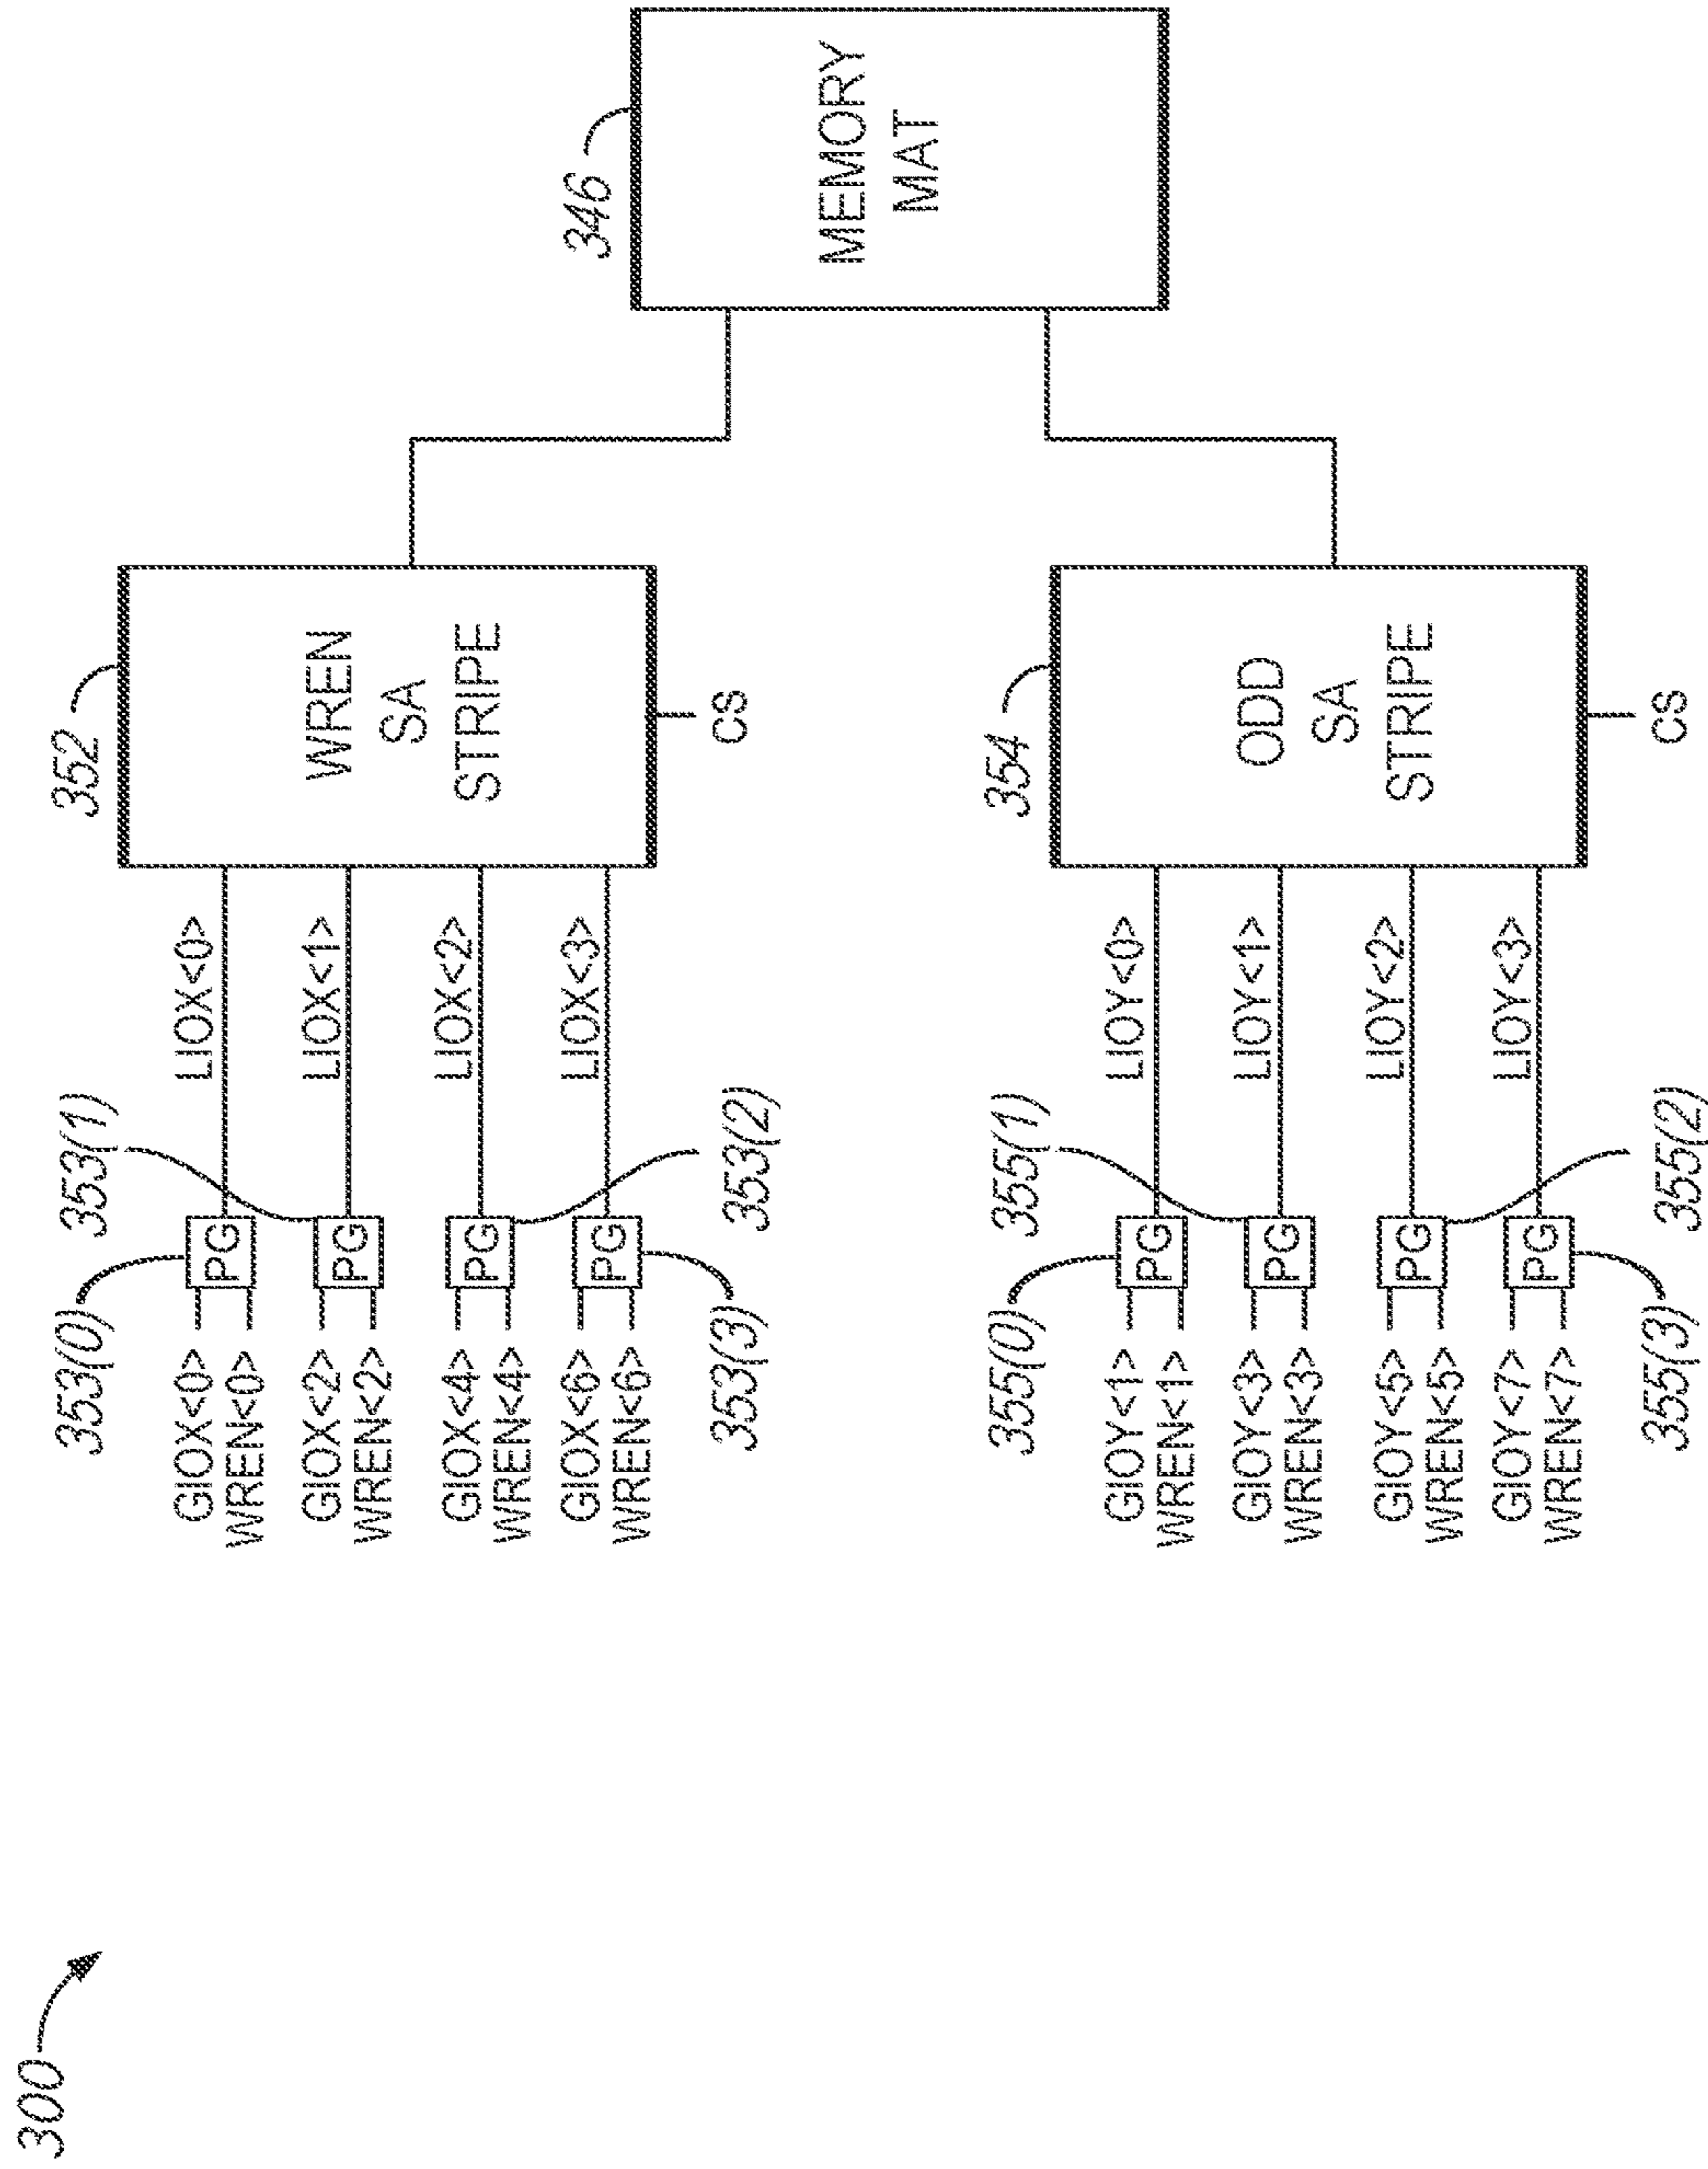 300
353(0)
GIOX<0>
WREN<0>
PG
LIOX<0>
353(1)
GIOX<2>
WREN<2>
PG
LIOX<1>
GIOX<4>
WREN<4>
PG
LIOX<2>
353(2)
GIOX<6>
WREN<6>
PG
LIOX<3>
353(3)
352
WREN
SA
STRIPE
CS
346
MEMORY
MAT
355(0)
GIOY<1>
WREN<1>
PG
LIOY<0>
355(1)
GIOY<3>
WREN<3>
PG
LIOY<1>
GIOY<5>
WREN<5>
PG
LIOY<2>
355(2)
GIOY<7>
WREN<7>
PG
LIOY<3>
355(3)
354
ODD
SA
STRIPE
CS